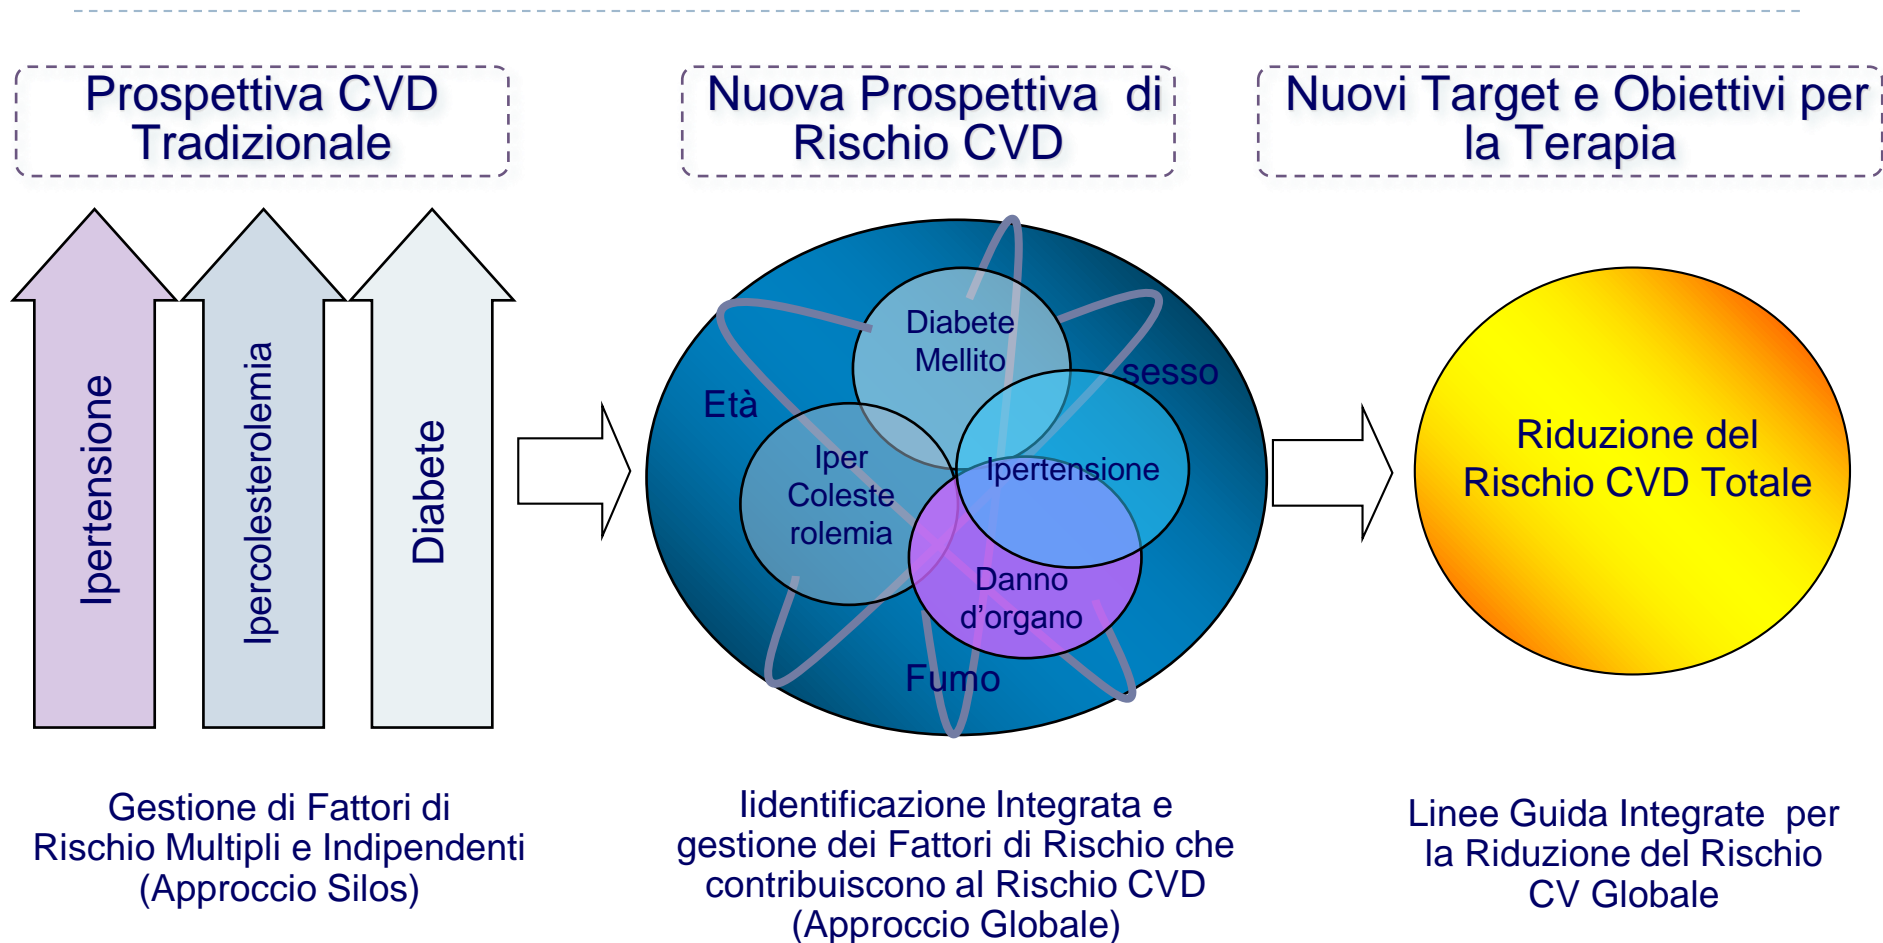 Prospettiva CVD
Tradizionale
Nuova Prospettiva di
Rischio CVD
Nuovi Target e Obiettivi per
la Terapia
Ipertensione
Ipercolesterolemia
Diabete
Diabete
Mellito
sesso
Età
Iper
Coleste
rolemia
Ipertensione
Danno
d’organo
Fumo
Riduzione del
Rischio CVD Totale
Gestione di Fattori di
Rischio Multipli e Indipendenti
(Approccio Silos)
Iidentificazione Integrata e
gestione dei Fattori di Rischio che
contribuiscono al Rischio CVD
(Approccio Globale)
Linee Guida Integrate per
la Riduzione del Rischio
CV Globale